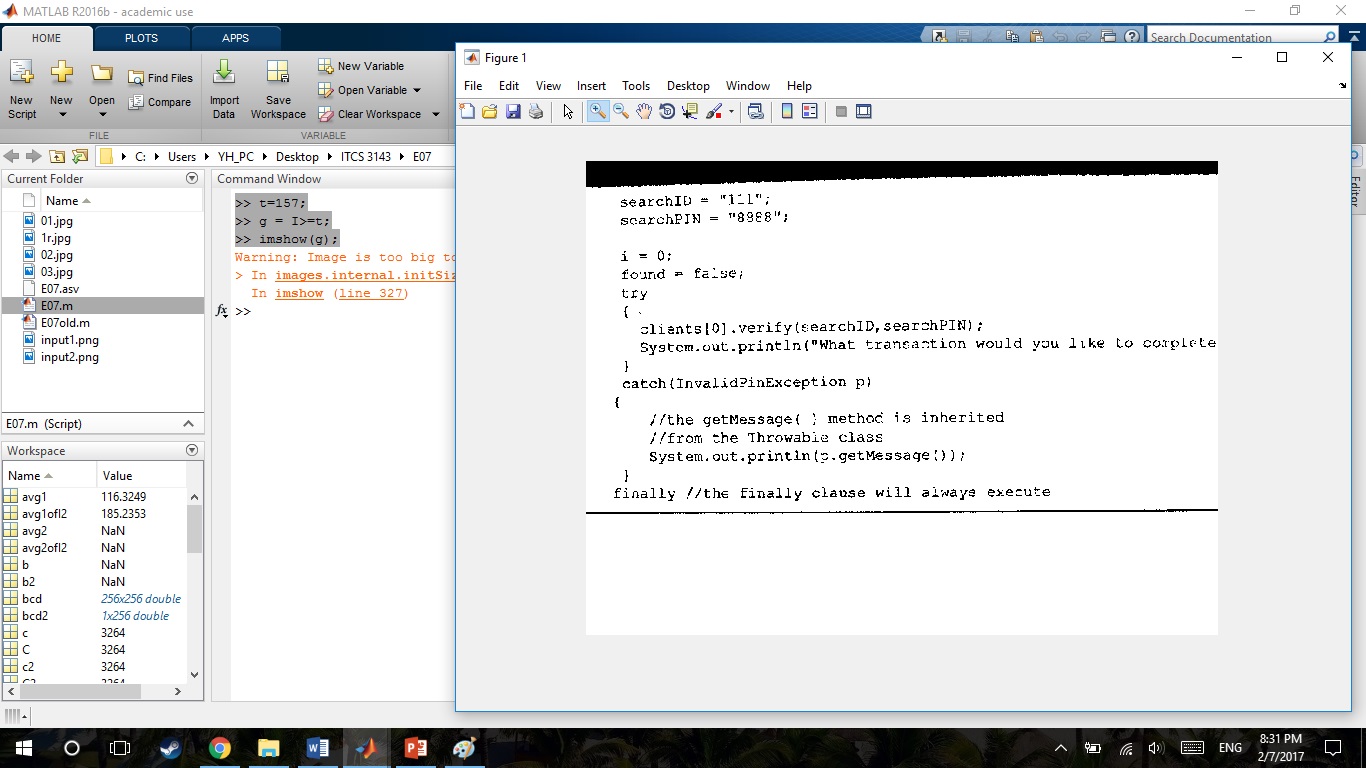 MATLAB R2016b - academic use
HOME
PLOTS
APPS
Search Documentation
New Script
New
Open
Find Files
Compare
Import Data
Save Workspace
New Variable
Open Variable
Clear Workspace
FILE
VARIABLE
C:
Users
YH_PC
Desktop
ITCS 3143
E07
Current Folder
Name
01.jpg
1r.jpg
02.jpg
03.jpg
E07.asv
E07.m
E07old.m
input1.png
input2.png
E07.m (Script)
Workspace
Name Value
avg1 116.3249
avg1ofI2 185.2353
avg2 NaN
avg2ofI2 NaN
b NaN
b2 NaN
bcd 256x256 double
bcd2 1x256 double
c 3264
C 3264
c2 3264
Command Window
>> t=157;
>> g = I>=t;
>> imshow(g);
Warning: Image is too big to
> In images.internal.initSiz
In imshow (line 327)
fx >>
Figure 1
File Edit View Insert Tools Desktop Window Help
searchID = "111";
searchPIN = "8988";
i = 0;
found = false;
try
{
clients[0].verify(searchID,searchPIN);
System.out.println("What transaction would you like to complete
}
catch(InvalidPinException p)
{
//the getMessage( ) method is inherited
//from the Throwable class
System.out.println(p.getMessage());
}
finally //the finally clause will always execute
Editor
ENG
8:31 PM
2/7/2017